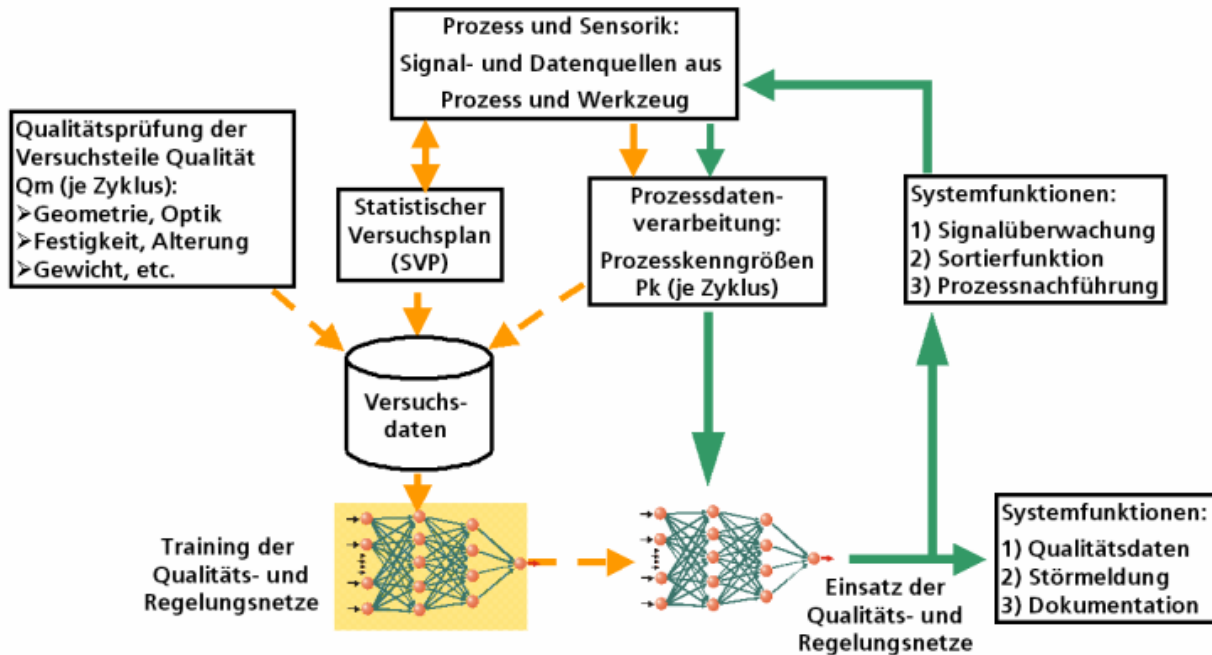 Prozess und Sensorik:
Signal- und Datenquellen aus
Prozess und Werkzeug
Qualitätsprüfung der
Versuchsteile Qualität
Qm (je Zyklus):
➢Geometrie, Optik
➢Festigkeit, Alterung
➢Gewicht, etc.
Statistischer
Versuchsplan
(SVP)
Prozessdaten-
verarbeitung:
Prozesskenngrößen
Pk (je Zyklus)
Systemfunktionen:
1) Signalüberwachung
2) Sortierfunktion
3) Prozessnachführung
Versuchs-
daten
Training der
Qualitäts- und
Regelungsnetze
Einsatz der
Qualitäts- und
Regelungsnetze
Systemfunktionen:
1) Qualitätsdaten
2) Störmeldung
3) Dokumentation